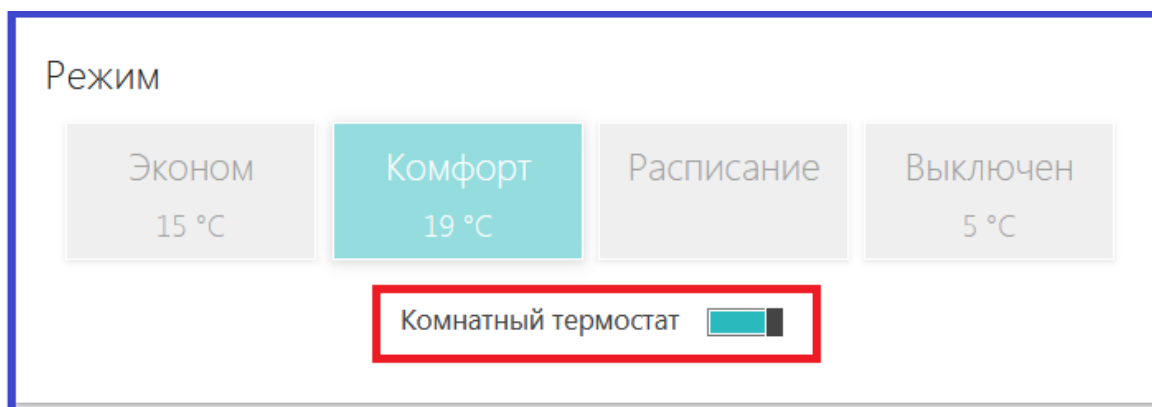 Режим
Эконом Комфорт Расписание Выключен
15 °C 19 °C 5 °C
Комнатный термостат